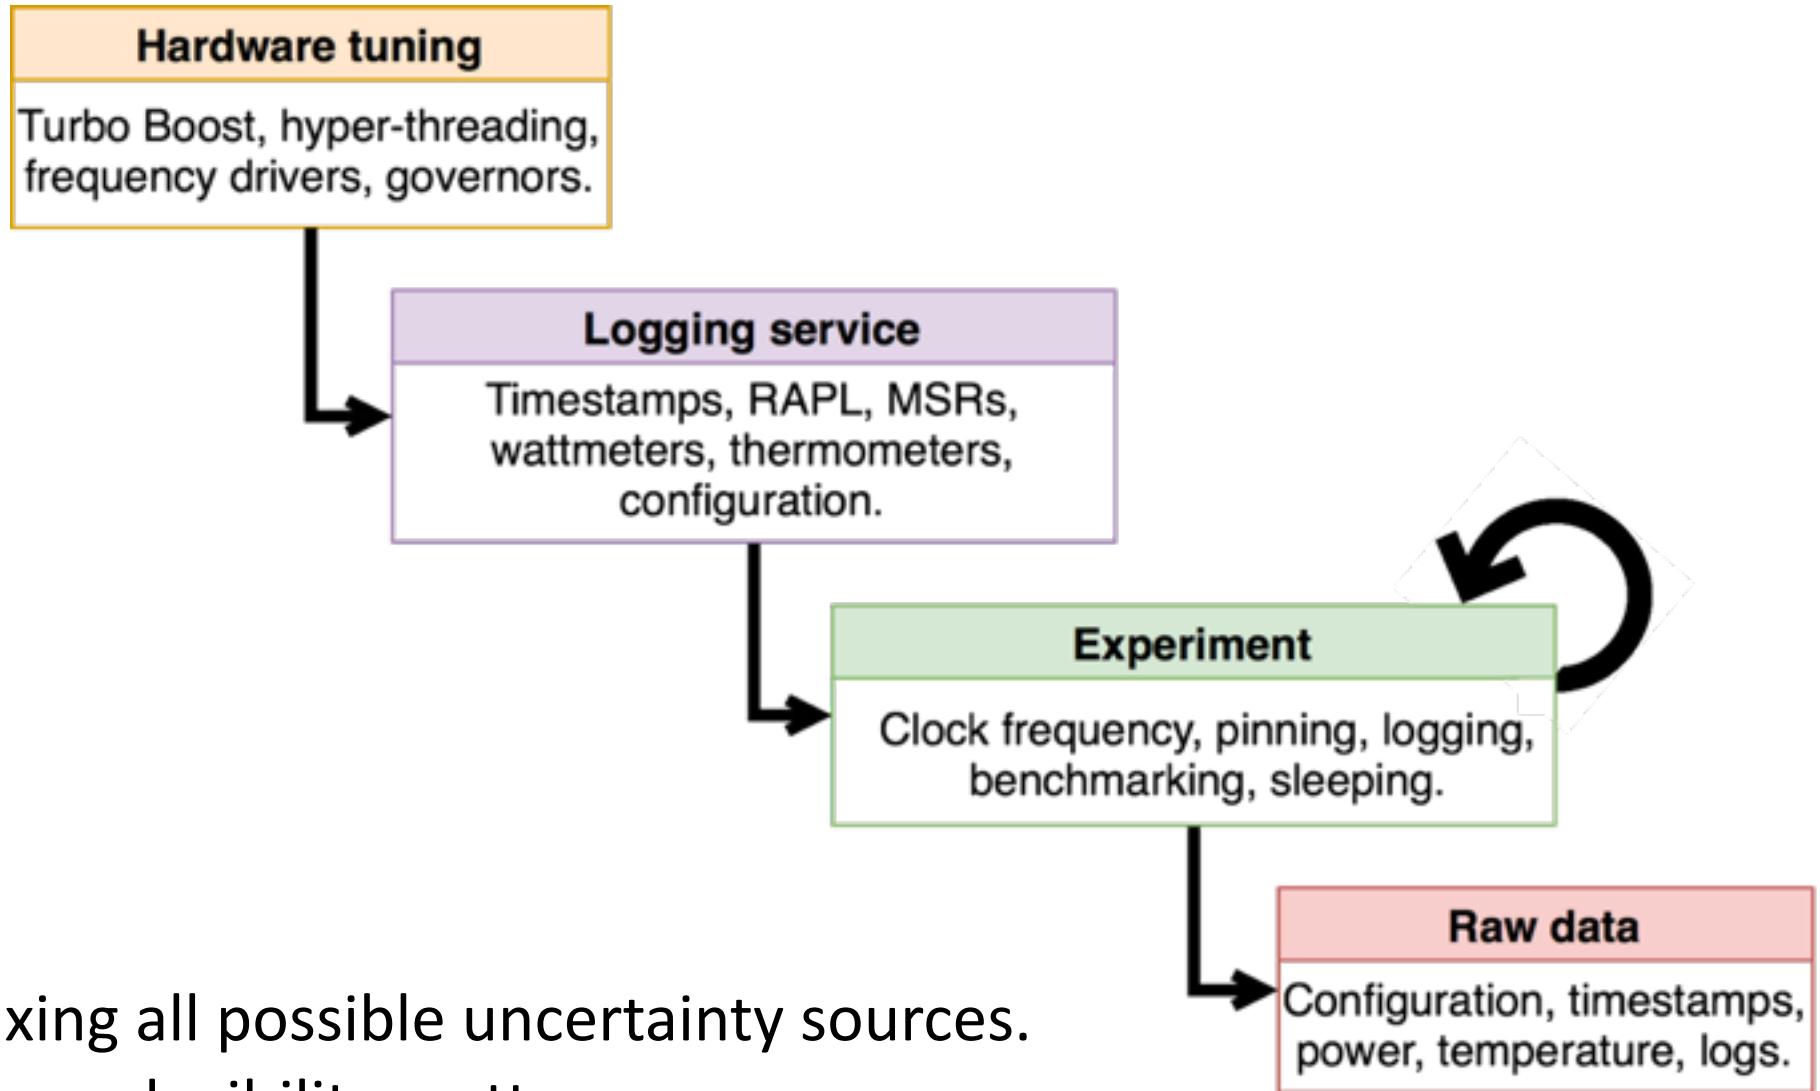 Hardware tuning
Turbo Boost, hyper-threading,
frequency drivers, governors.
Logging service
Timestamps, RAPL, MSRs,
wattmeters, thermometers,
configuration.
Experiment
Clock frequency, pinning, logging,
benchmarking, sleeping.
Raw data
Configuration, timestamps,
power, temperature, logs.
xing all possible uncertainty sources.